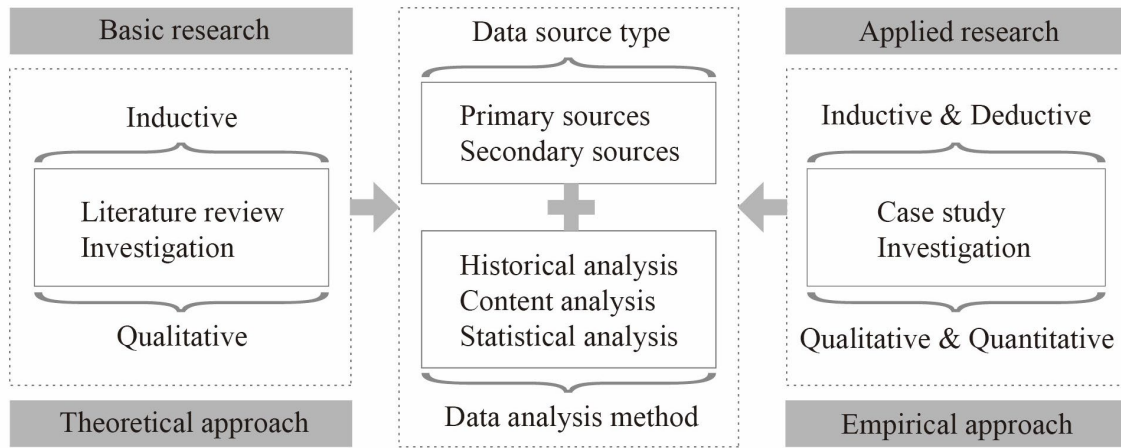 Basic research
Inductive
Literature review
Investigation
Qualitative
Theoretical approach
Data source type
Primary sources
Secondary sources
Historical analysis
Content analysis
Statistical analysis
Data analysis method
Applied research
Inductive & Deductive
Case study
Investigation
Qualitative & Quantitative
Empirical approach